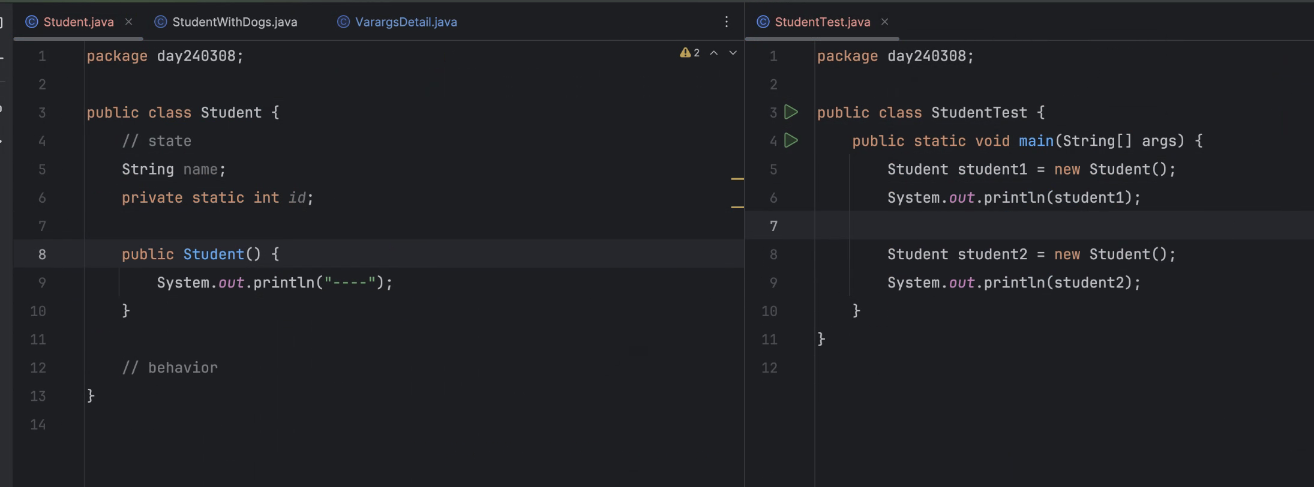 Student.java
StudentWithDogs.java
VarargsDetail.java
2
1 package day240308;
2
3 public class Student {
4 // state
5 String name;
6 private static int id;
7
8 public Student() {
9 System.out.println("----");
10 }
11
12 // behavior
13 }
14
StudentTest.java
1 package day240308;
2
3 public class StudentTest {
4 public static void main(String[] args) {
5 Student student1 = new Student();
6 System.out.println(student1);
7
8 Student student2 = new Student();
9 System.out.println(student2);
10 }
11 }
12